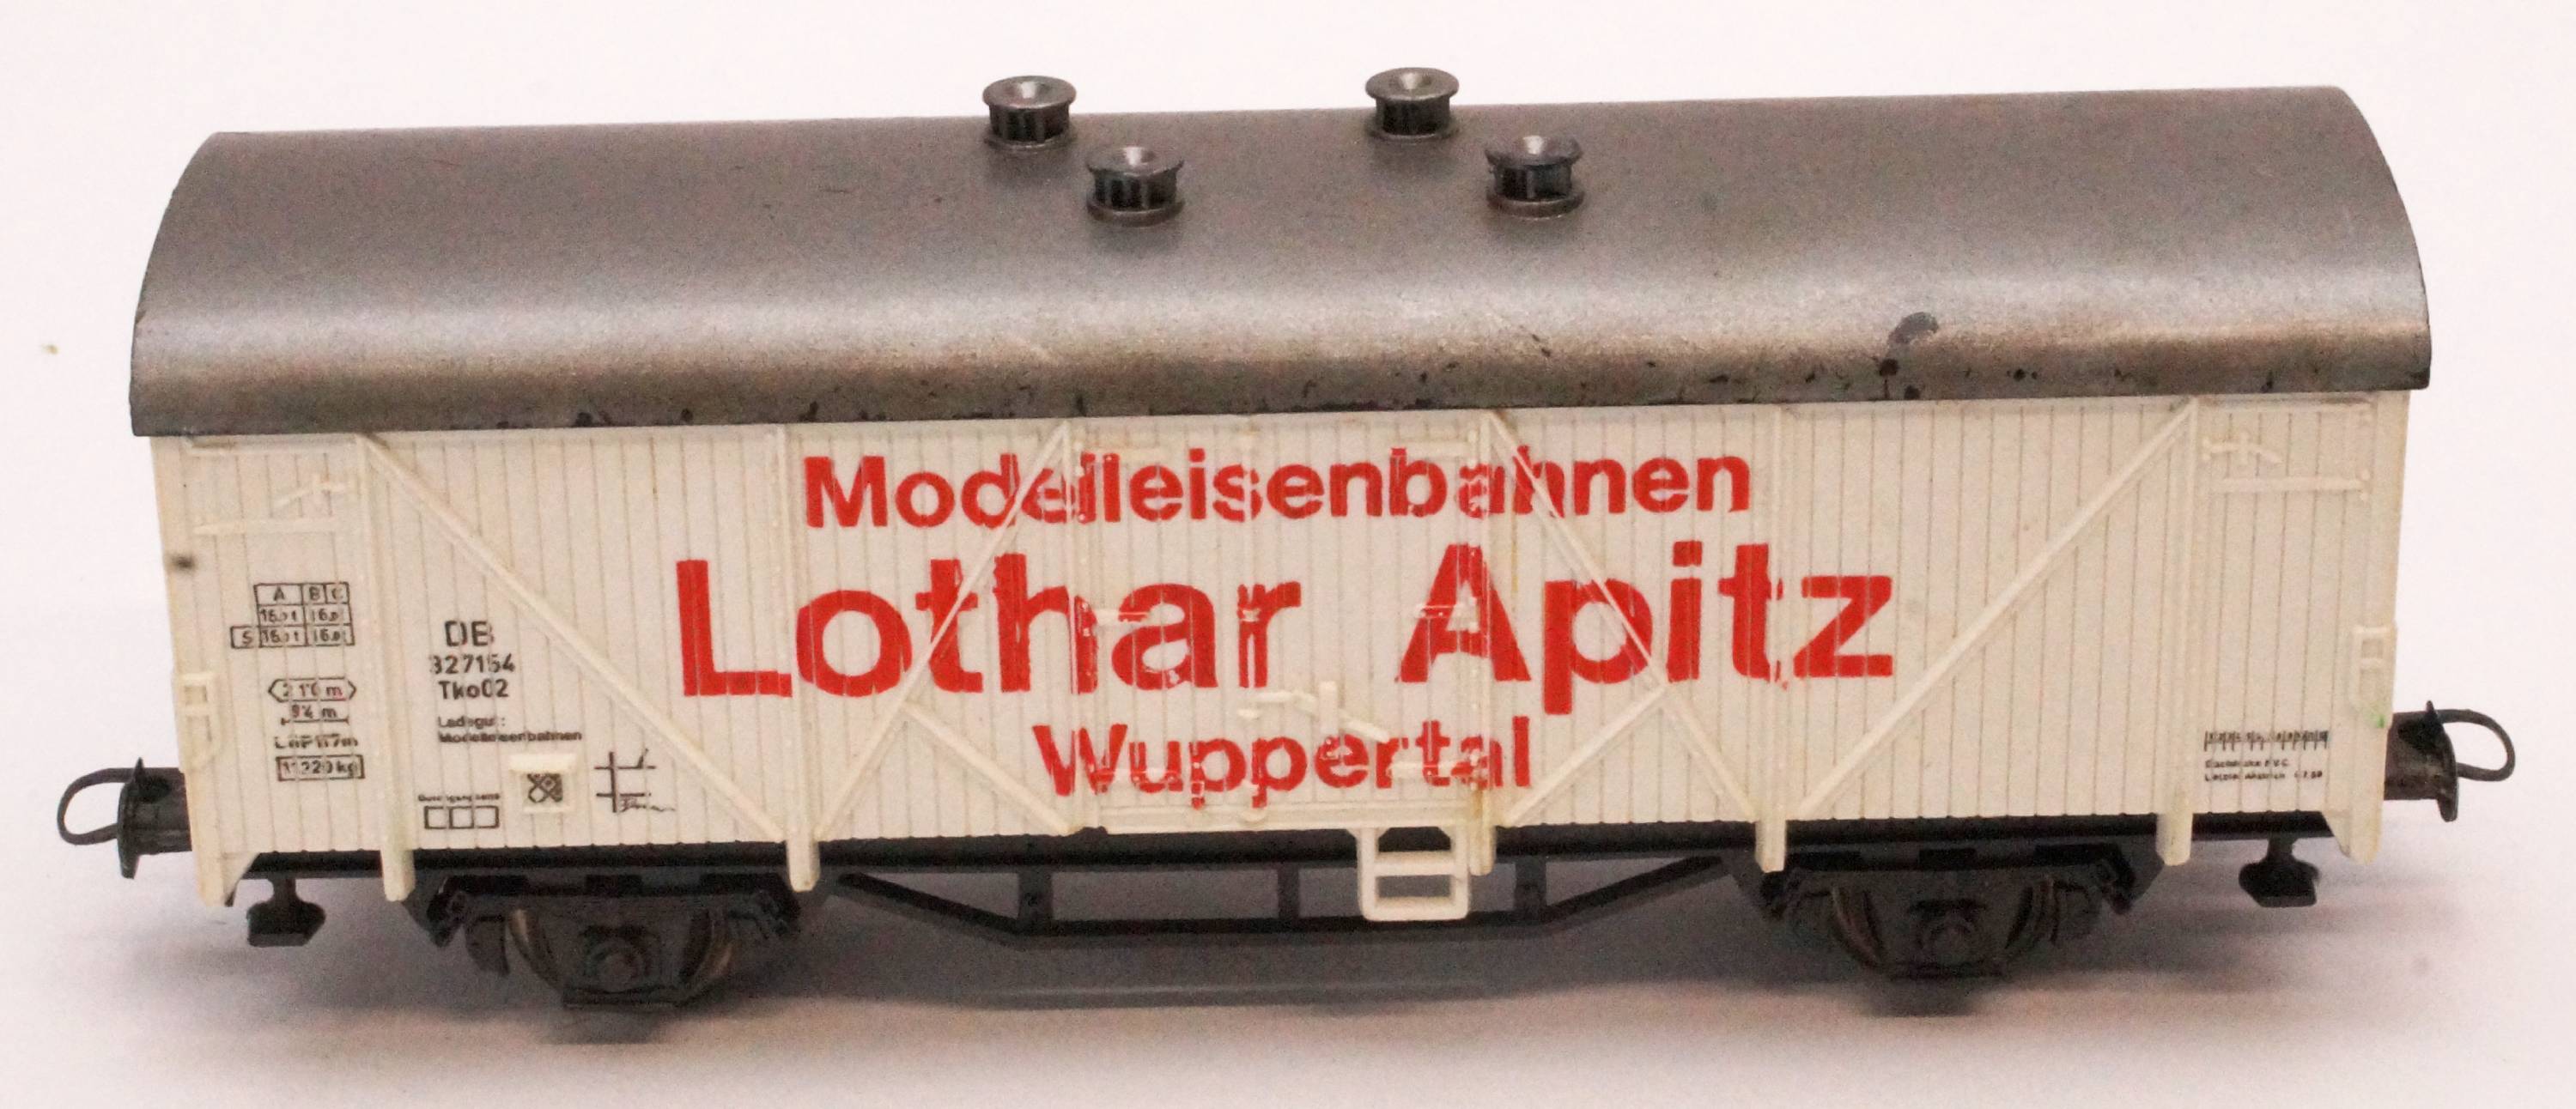 Modelleisenbahnen
Lothar Apitz
Wuppertal
A B C
S
DB
327154
Tko02
Ladegut:
Modelleisenbahnen